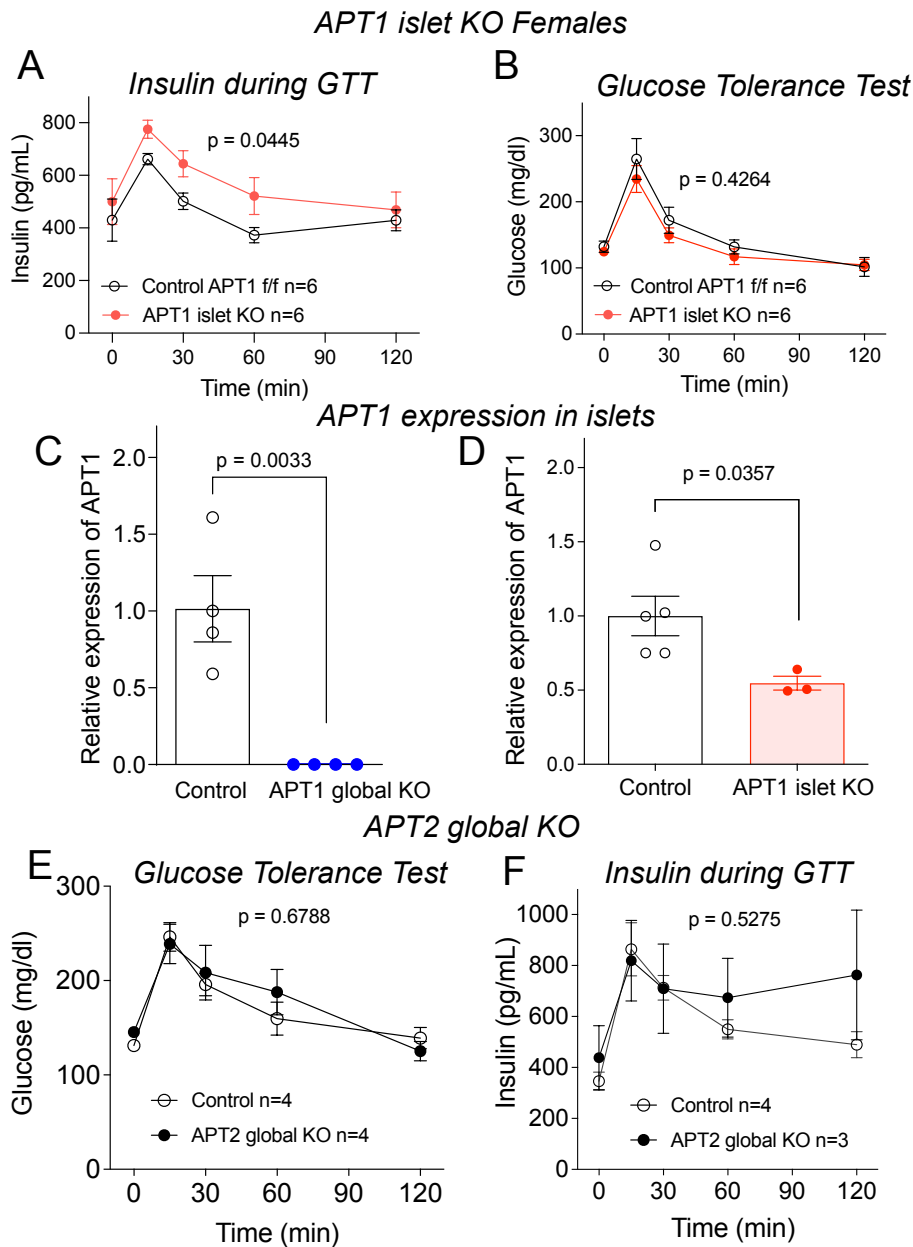 APT1 islet KO Females
A
Insulin during GTT
800
600
400
200
0
Insulin (pg/mL)
p = 0.0445
Control APT1 f/f n=6
APT1 islet KO n=6
0 30 60 90 120
Time (min)
B
Glucose Tolerance Test
300
200
100
0
Glucose (mg/dl)
p = 0.4264
Control APT1 f/f n=6
APT1 islet KO n=6
0 30 60 90 120
Time (min)
APT1 expression in islets
C
2.0
1.5
1.0
0.5
0.0
Relative expression of APT1
p = 0.0033
Control APT1 global KO
D
2.0
1.5
1.0
0.5
0.0
Relative expression of APT1
p = 0.0357
Control APT1 islet KO
APT2 global KO
E
Glucose Tolerance Test
300
200
100
0
Glucose (mg/dl)
p = 0.6788
Control n=4
APT2 global KO n=4
0 30 60 90 120
Time (min)
F
Insulin during GTT
1000
800
600
400
200
0
Insulin (pg/mL)
p = 0.5275
Control n=4
APT2 global KO n=3
0 30 60 90 120
Time (min)